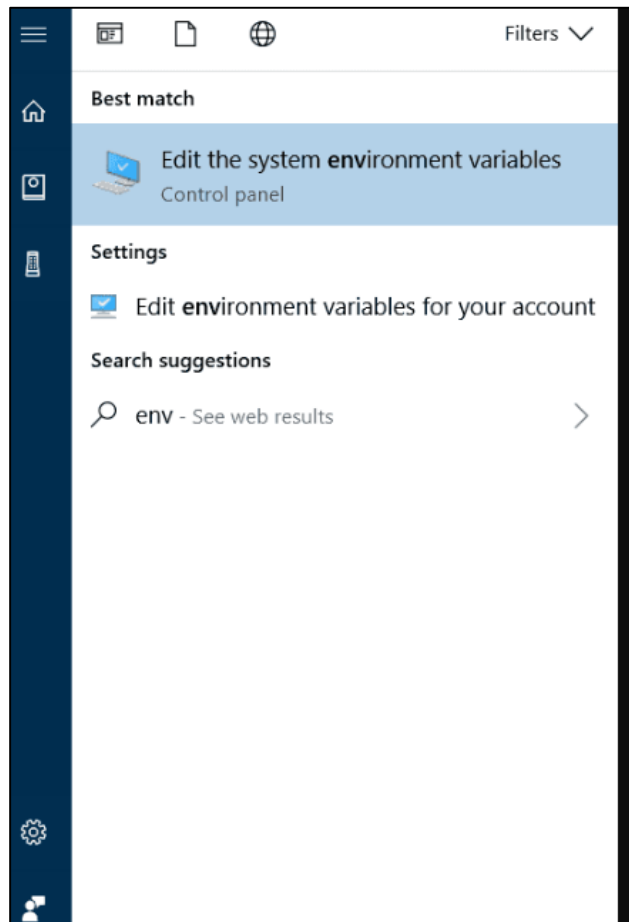 Filters
Best match
Edit the system environment variables
Control panel
Settings
Edit environment variables for your account
Search suggestions
env - See web results